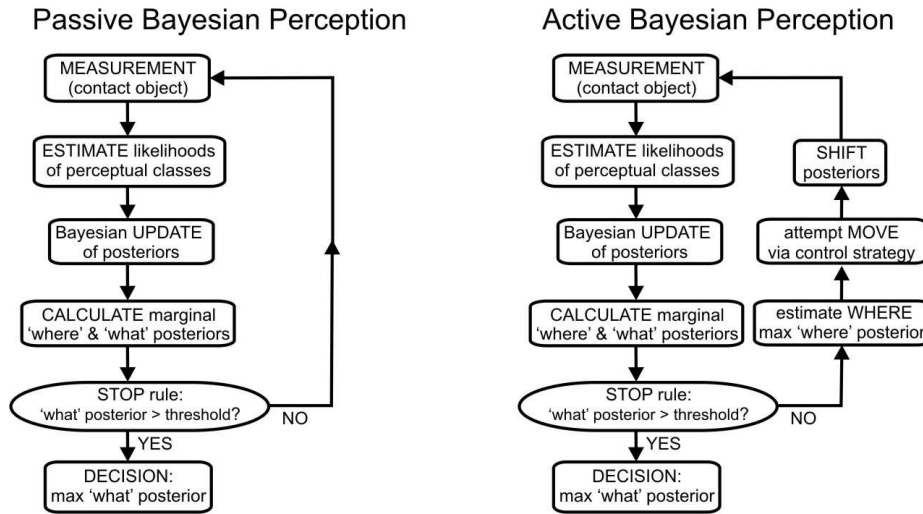 Passive Bayesian Perception
MEASUREMENT
(contact object)
ESTIMATE likelihoods
of perceptual classes
Bayesian UPDATE
of posteriors
CALCULATE marginal
‘where’ & ‘what’ posteriors
STOP rule:
‘what’ posterior > threshold?
NO
YES
DECISION:
max ‘what’ posterior
Active Bayesian Perception
MEASUREMENT
(contact object)
ESTIMATE likelihoods
of perceptual classes
Bayesian UPDATE
of posteriors
CALCULATE marginal
‘where’ & ‘what’ posteriors
STOP rule:
‘what’ posterior > threshold?
NO
YES
DECISION:
max ‘what’ posterior
estimate WHERE
max ‘where’ posterior
attempt MOVE
via control strategy
SHIFT
posteriors